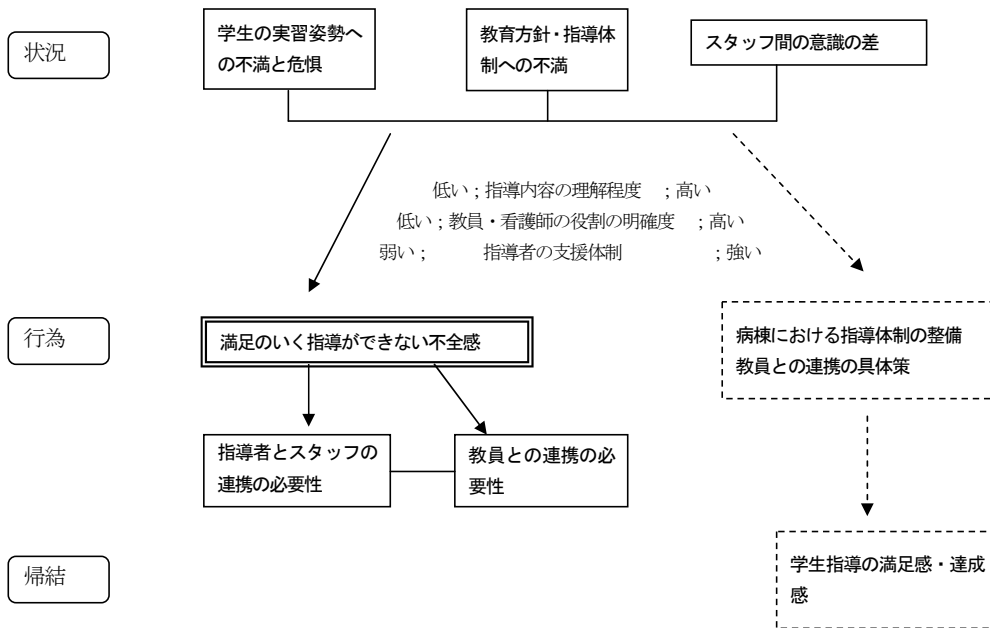 状況
学生の実習姿勢へ
の不満と危惧
教育方針・指導体
制への不満
スタッフ間の意識の差
低い；指導内容の理解程度　；高い
低い；教員・看護師の役割の明確度　；高い
弱い；　　　指導者の支援体制　　　　　；強い
行為
満足のいく指導ができない不全感
病棟における指導体制の整備
教員との連携の具体策
指導者とスタッフの
連携の必要性
教員との連携の必
要性
帰結
学生指導の満足感・達成
感